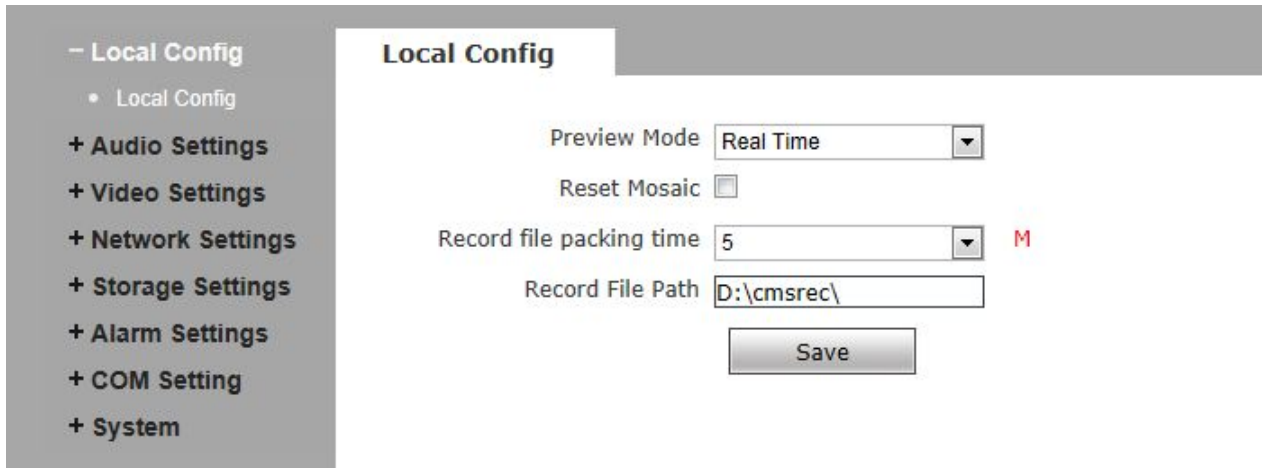 − Local Config
• Local Config
+ Audio Settings
+ Video Settings
+ Network Settings
+ Storage Settings
+ Alarm Settings
+ COM Setting
+ System
Local Config
Preview Mode Real Time
Reset Mosaic
Record file packing time 5 M
Record File Path D:\cmsrec\
Save